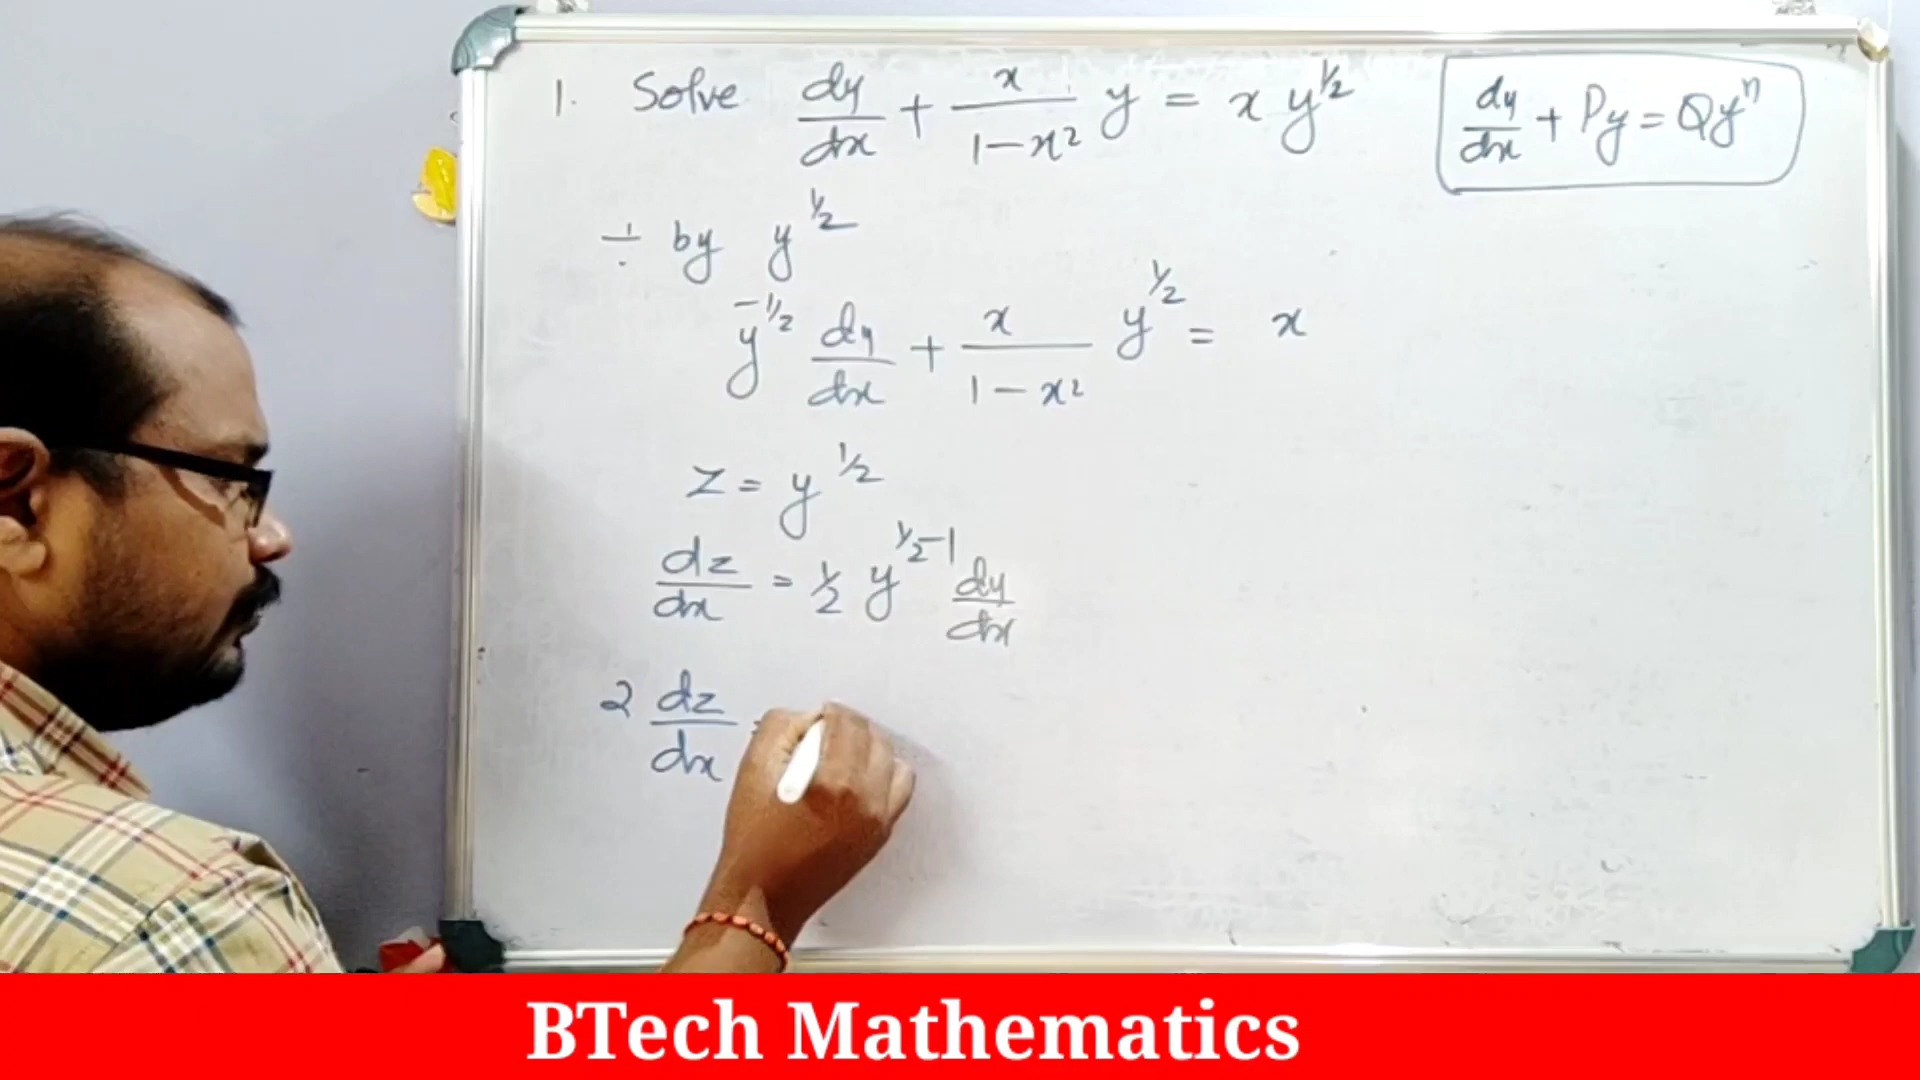 1. Solve dy/dx + x/(1-x²) y = x y^1/2
dy/dx + Py = Qy^n
÷ by y^1/2
y^-1/2 dy/dx + x/(1-x²) y^1/2 = x
z = y^1/2
dz/dx = 1/2 y^1/2-1 dy/dx
2 dz/dx =
BTech Mathematics